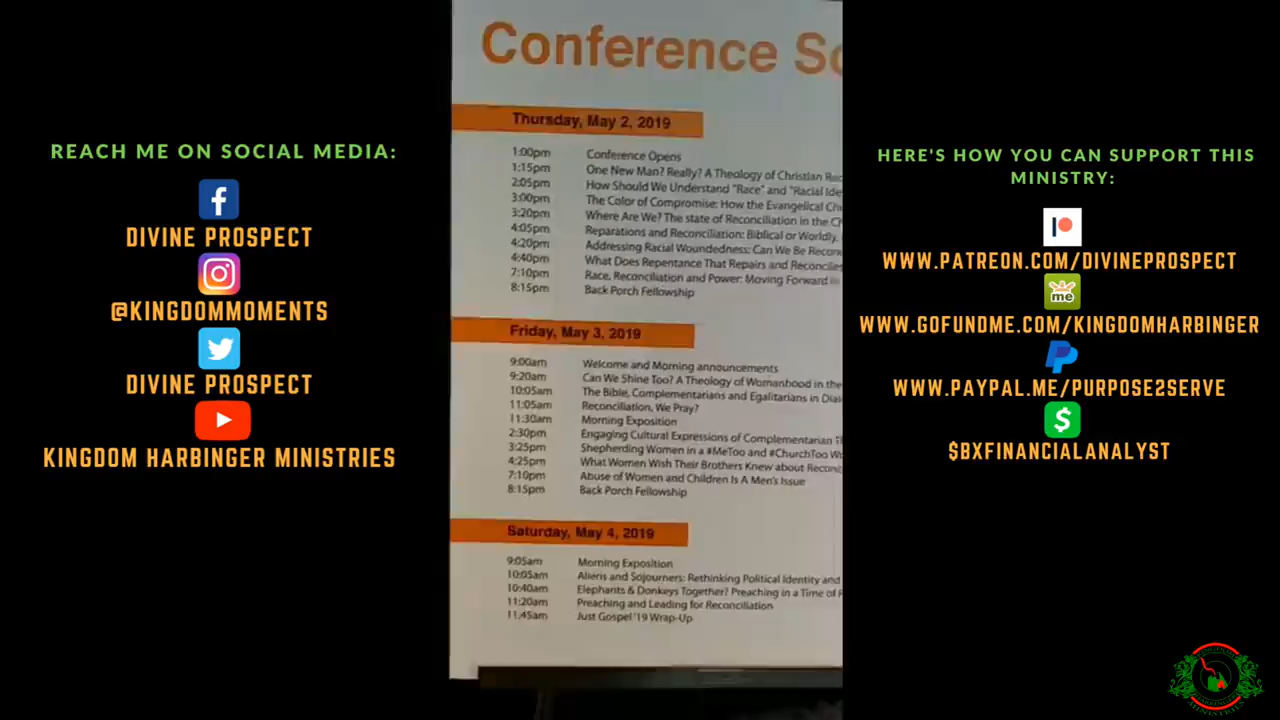 REACH ME ON SOCIAL MEDIA:
DIVINE PROSPECT
@KINGDOMMOMENTS
DIVINE PROSPECT
KINGDOM HARBINGER MINISTRIES
Conference
Thursday, May 2, 2019
1:00pm Conference Opens
1:15pm One New Man? Really? A Theology of Christian
2:05pm How Should We Understand "Race" and "Racial
3:00pm The Color of Compromise: How the Evangelical
3:20pm Where Are We? The state of Reconciliation in the
4:05pm Reparations and Reconciliation: Biblical or Worldly,
4:20pm Addressing Racial Woundedness: Can We Be
4:40pm What Does Repentance That Repairs and Reconciles
7:10pm Race, Reconciliation and Power: Moving Forward in
8:15pm Back Porch Fellowship
Friday, May 3, 2019
9:00am Welcome and Morning announcements
9:20am Can We Shine Too? A Theology of Womanhood in the
10:05am The Bible, Complementarians and Egalitarians in
11:05am Reconciliation, We Pray?
11:30am Morning Exposition
2:30pm Engaging Cultural Expressions of Complementarian
3:25pm Shepherding Women in a #MeToo and #ChurchToo
4:25pm What Women Wish Their Brothers Knew about
7:10pm Abuse of Women and Children Is A Men's Issue
8:15pm Back Porch Fellowship
Saturday, May 4, 2019
9:05am Morning Exposition
10:05am Aliens and Sojourners: Rethinking Political Identity and
10:40am Elephants & Donkeys Together? Preaching in a Time of
11:20am Preaching and Leading for Reconciliation
11:45am Just Gospel '19 Wrap-Up
HERE'S HOW YOU CAN SUPPORT THIS
MINISTRY:
WWW.PATREON.COM/DIVINEPROSPECT
me
WWW.GOFUNDME.COM/KINGDOMHARBINGER
WWW.PAYPAL.ME/PURPOSE2SERVE
$BXFINANCIALANALYST